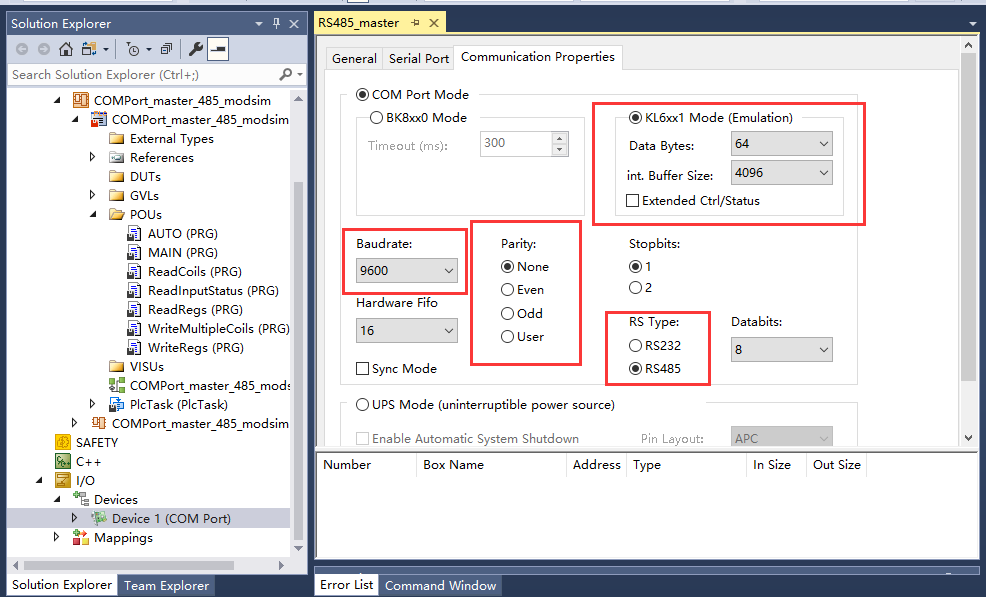 Solution Explorer
Search Solution Explorer (Ctrl+;)
COMPort_master_485_modsim
COMPort_master_485_modsim
External Types
References
DUTs
GVLs
POUs
AUTO (PRG)
MAIN (PRG)
ReadCoils (PRG)
ReadInputStatus (PRG)
ReadRegs (PRG)
WriteMultipleCoils (PRG)
WriteRegs (PRG)
VISUs
COMPort_master_485_mods
PlcTask (PlcTask)
COMPort_master_485_modsim
SAFETY
C++
I/O
Devices
Device 1 (COM Port)
Mappings
Solution Explorer
Team Explorer
RS485_master
General
Serial Port
Communication Properties
COM Port Mode
BK8xx0 Mode
Timeout (ms):
300
KL6xx1 Mode (Emulation)
Data Bytes:
64
int. Buffer Size:
4096
Extended Ctrl/Status
Baudrate:
9600
Hardware Fifo
16
Sync Mode
Parity:
None
Even
Odd
User
Stopbits:
1
2
RS Type:
RS232
RS485
Databits:
8
UPS Mode (uninterruptible power source)
Enable Automatic System Shutdown
Pin Layout:
APC
Number
Box Name
Address
Type
In Size
Out Size
Error List
Command Window